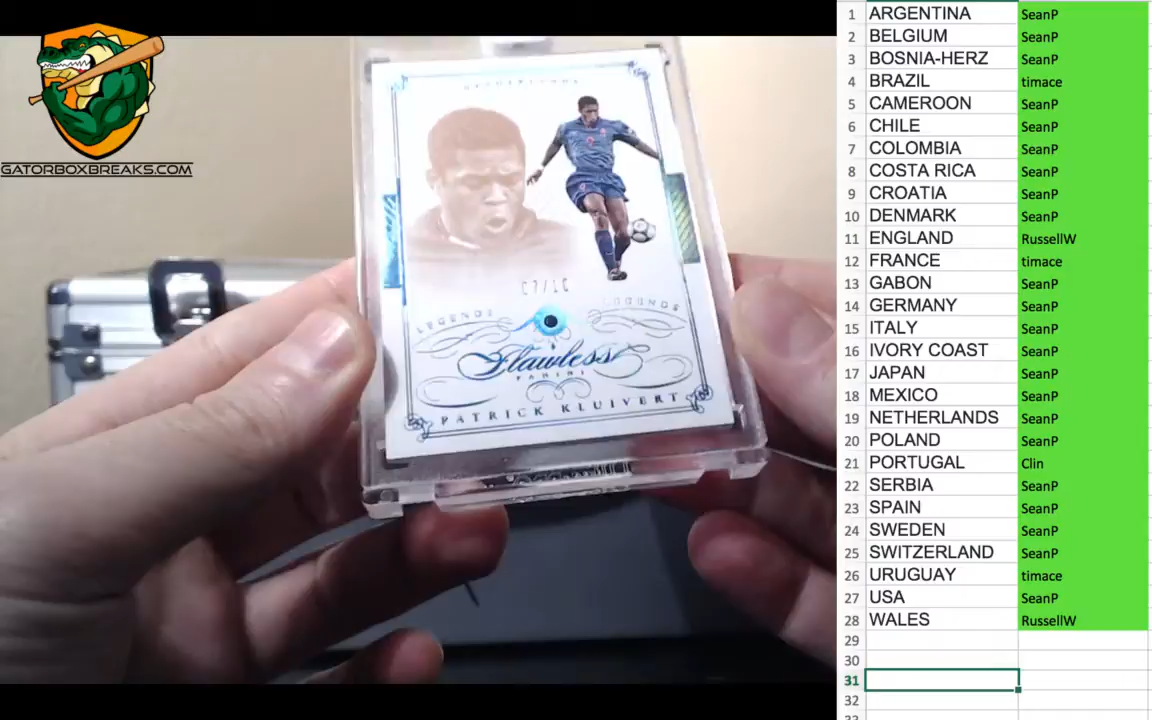 GATORBOXBREAKS.COM
07/10
LEGENDS
LEGENDS
Flawless
PANINI
PATRICK KLUIVERT
1 ARGENTINA SeanP
2 BELGIUM SeanP
3 BOSNIA-HERZ SeanP
4 BRAZIL timace
5 CAMEROON SeanP
6 CHILE SeanP
7 COLOMBIA SeanP
8 COSTA RICA SeanP
9 CROATIA SeanP
10 DENMARK SeanP
11 ENGLAND RussellW
12 FRANCE timace
13 GABON SeanP
14 GERMANY SeanP
15 ITALY SeanP
16 IVORY COAST SeanP
17 JAPAN SeanP
18 MEXICO SeanP
19 NETHERLANDS SeanP
20 POLAND SeanP
21 PORTUGAL Clin
22 SERBIA SeanP
23 SPAIN SeanP
24 SWEDEN SeanP
25 SWITZERLAND SeanP
26 URUGUAY timace
27 USA SeanP
28 WALES RussellW
29
30
31
32
33